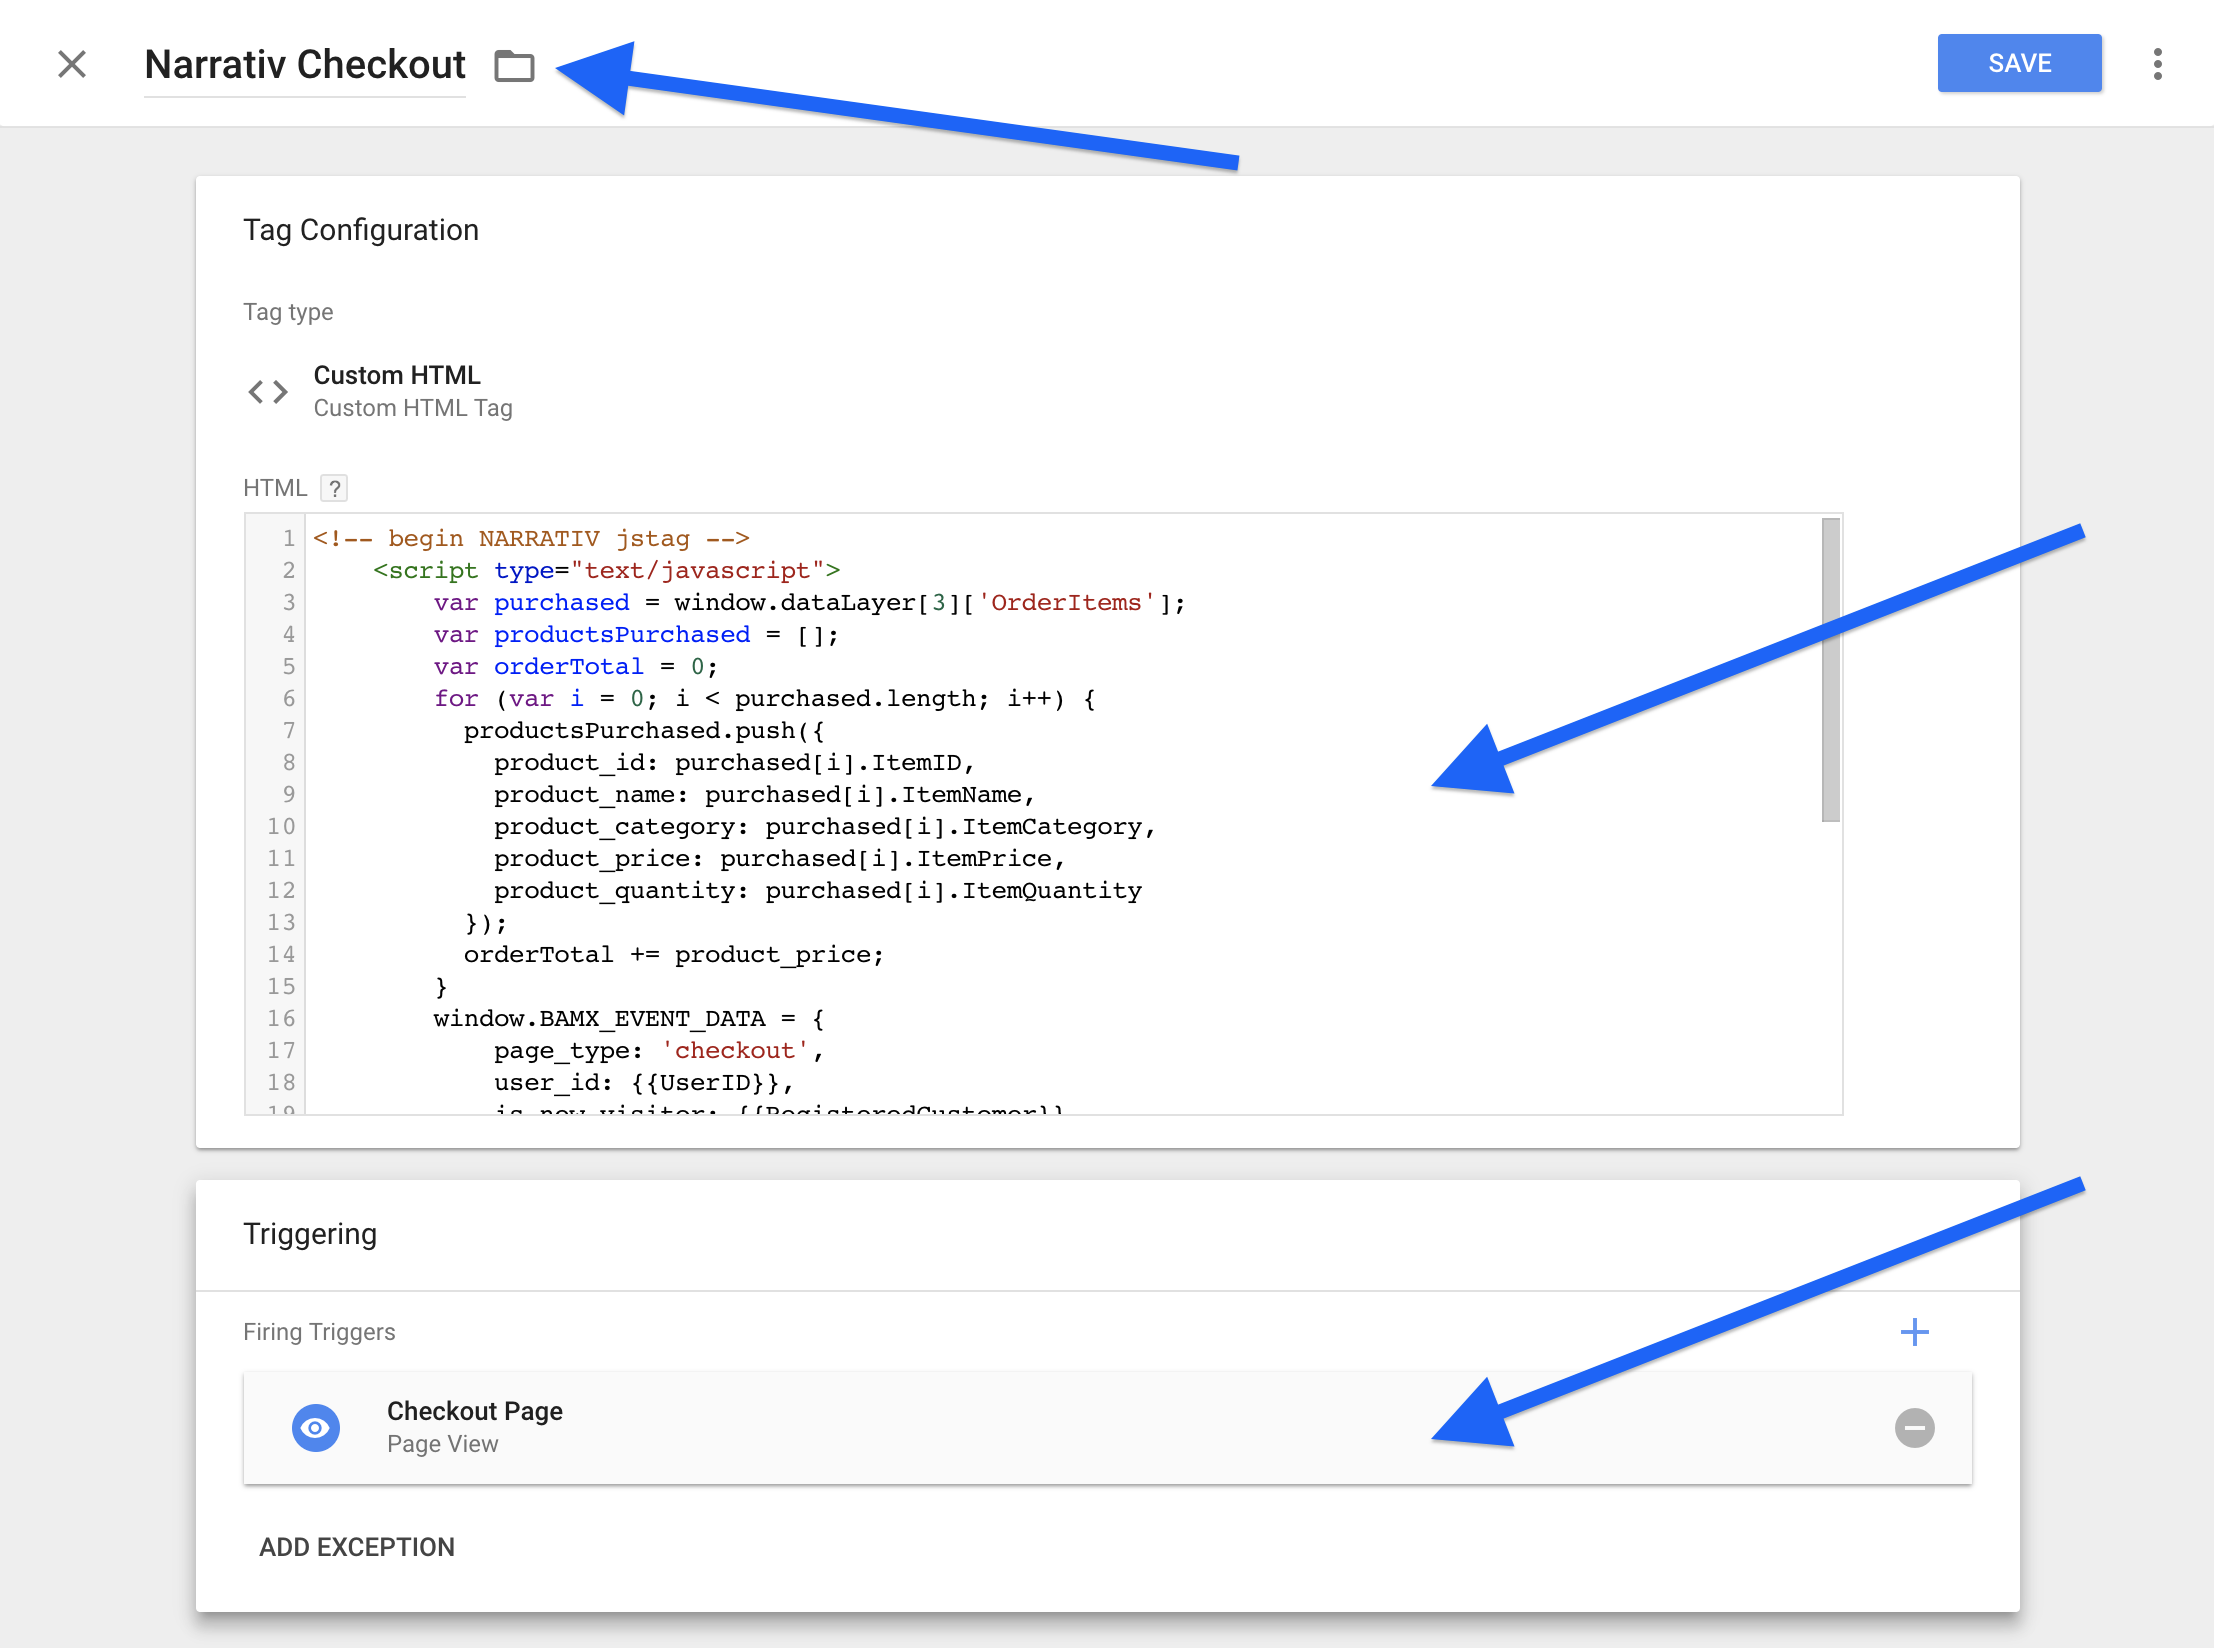 Narrativ Checkout
SAVE
Tag Configuration
Tag type
Custom HTML
Custom HTML Tag
HTML ?
1 <!-- begin NARRATIV jstag -->
2 <script type="text/javascript">
3 var purchased = window.dataLayer[3]['OrderItems'];
4 var productsPurchased = [];
5 var orderTotal = 0;
6 for (var i = 0; i < purchased.length; i++) {
7 productsPurchased.push({
8 product_id: purchased[i].ItemID,
9 product_name: purchased[i].ItemName,
10 product_category: purchased[i].ItemCategory,
11 product_price: purchased[i].ItemPrice,
12 product_quantity: purchased[i].ItemQuantity
13 });
14 orderTotal += product_price;
15 }
16 window.BAMX_EVENT_DATA = {
17 page_type: 'checkout',
18 user_id: {{UserID}},
19 is_new_visitor: {{RegisteredCustomer}}
Triggering
Firing Triggers
Checkout Page
Page View
ADD EXCEPTION